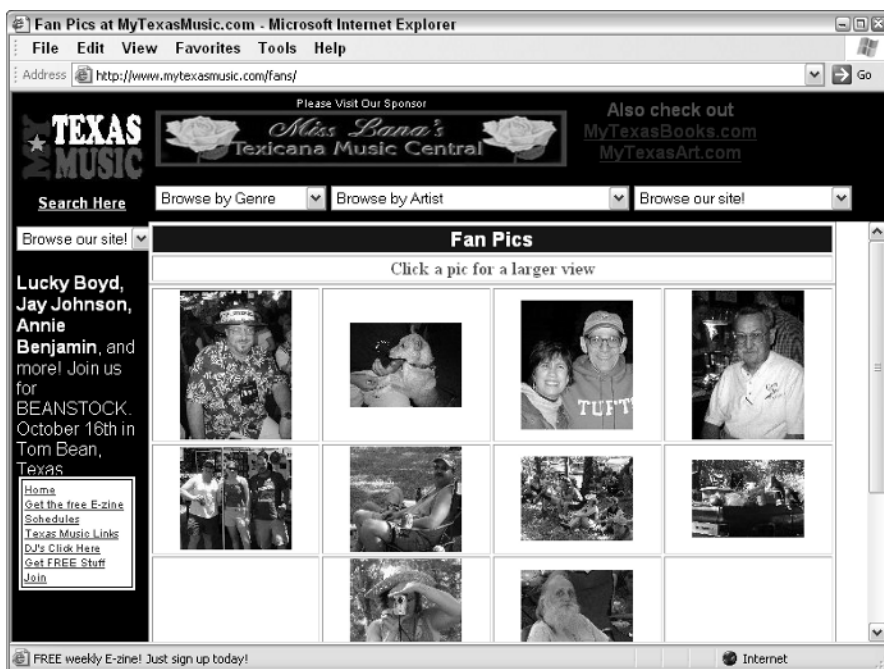 Fan Pics at MyTexasMusic.com - Microsoft Internet Explorer
File Edit View Favorites Tools Help
Address http://www.mytexasmusic.com/fans/ Go
MY TEXAS MUSIC
Please Visit Our Sponsor
Miss Lana's
Texicana Music Central
Also check out
MyTexasBooks.com
MyTexasArt.com
Search Here
Browse by Genre
Browse by Artist
Browse our site!
Browse our site!
Lucky Boyd,
Jay Johnson,
Annie
Benjamin, and
more! Join us
for
BEANSTOCK.
October 16th in
Tom Bean,
Texas
Home
Get the free E-zine
Schedules
Texas Music Links
DJ's Click Here
Get FREE Stuff
Join
Fan Pics
Click a pic for a larger view
TUFTS
FREE weekly E-zine! Just sign up today!
Internet